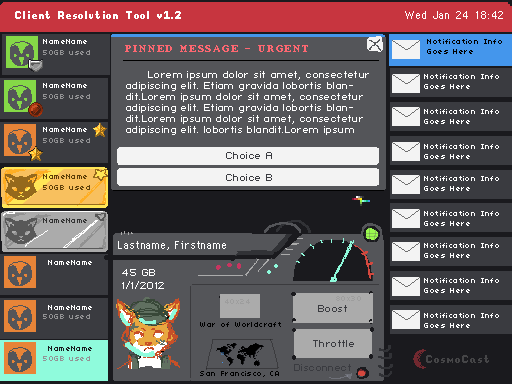 Client Resolution Tool v1.2
Wed Jan 24 18:42
NameName
50GB used
NameName
50GB used
NameName
50GB used
NameName
50GB used
NameName
50GB used
NameName
NameName
50GB used
NameName
50GB used
PINNED MESSAGE - URGENT
Lorem ipsum dolor sit amet, consectetur
adipiscing elit. Etiam gravida lobortis blan-
dit.Lorem ipsum dolor sit amet, consectetur
adipiscing elit. Etiam gravida lobortis blan-
dit.Lorem ipsum dolor sit amet, consectetur
adipiscing elit. lobortis blandit.Lorem ipsum
Choice A
Choice B
Lastname, Firstname
45 GB
1/1/2012
War of Worldcraft
San Francisco, CA
Boost
Throttle
Disconnect
Notification Info
Goes Here
Notification Info
Goes Here
Notification Info
Goes Here
Notification Info
Goes Here
Notification Info
Goes Here
Notification Info
Goes Here
Notification Info
Goes Here
Notification Info
Goes Here
Notification Info
Goes Here
CosmoCast